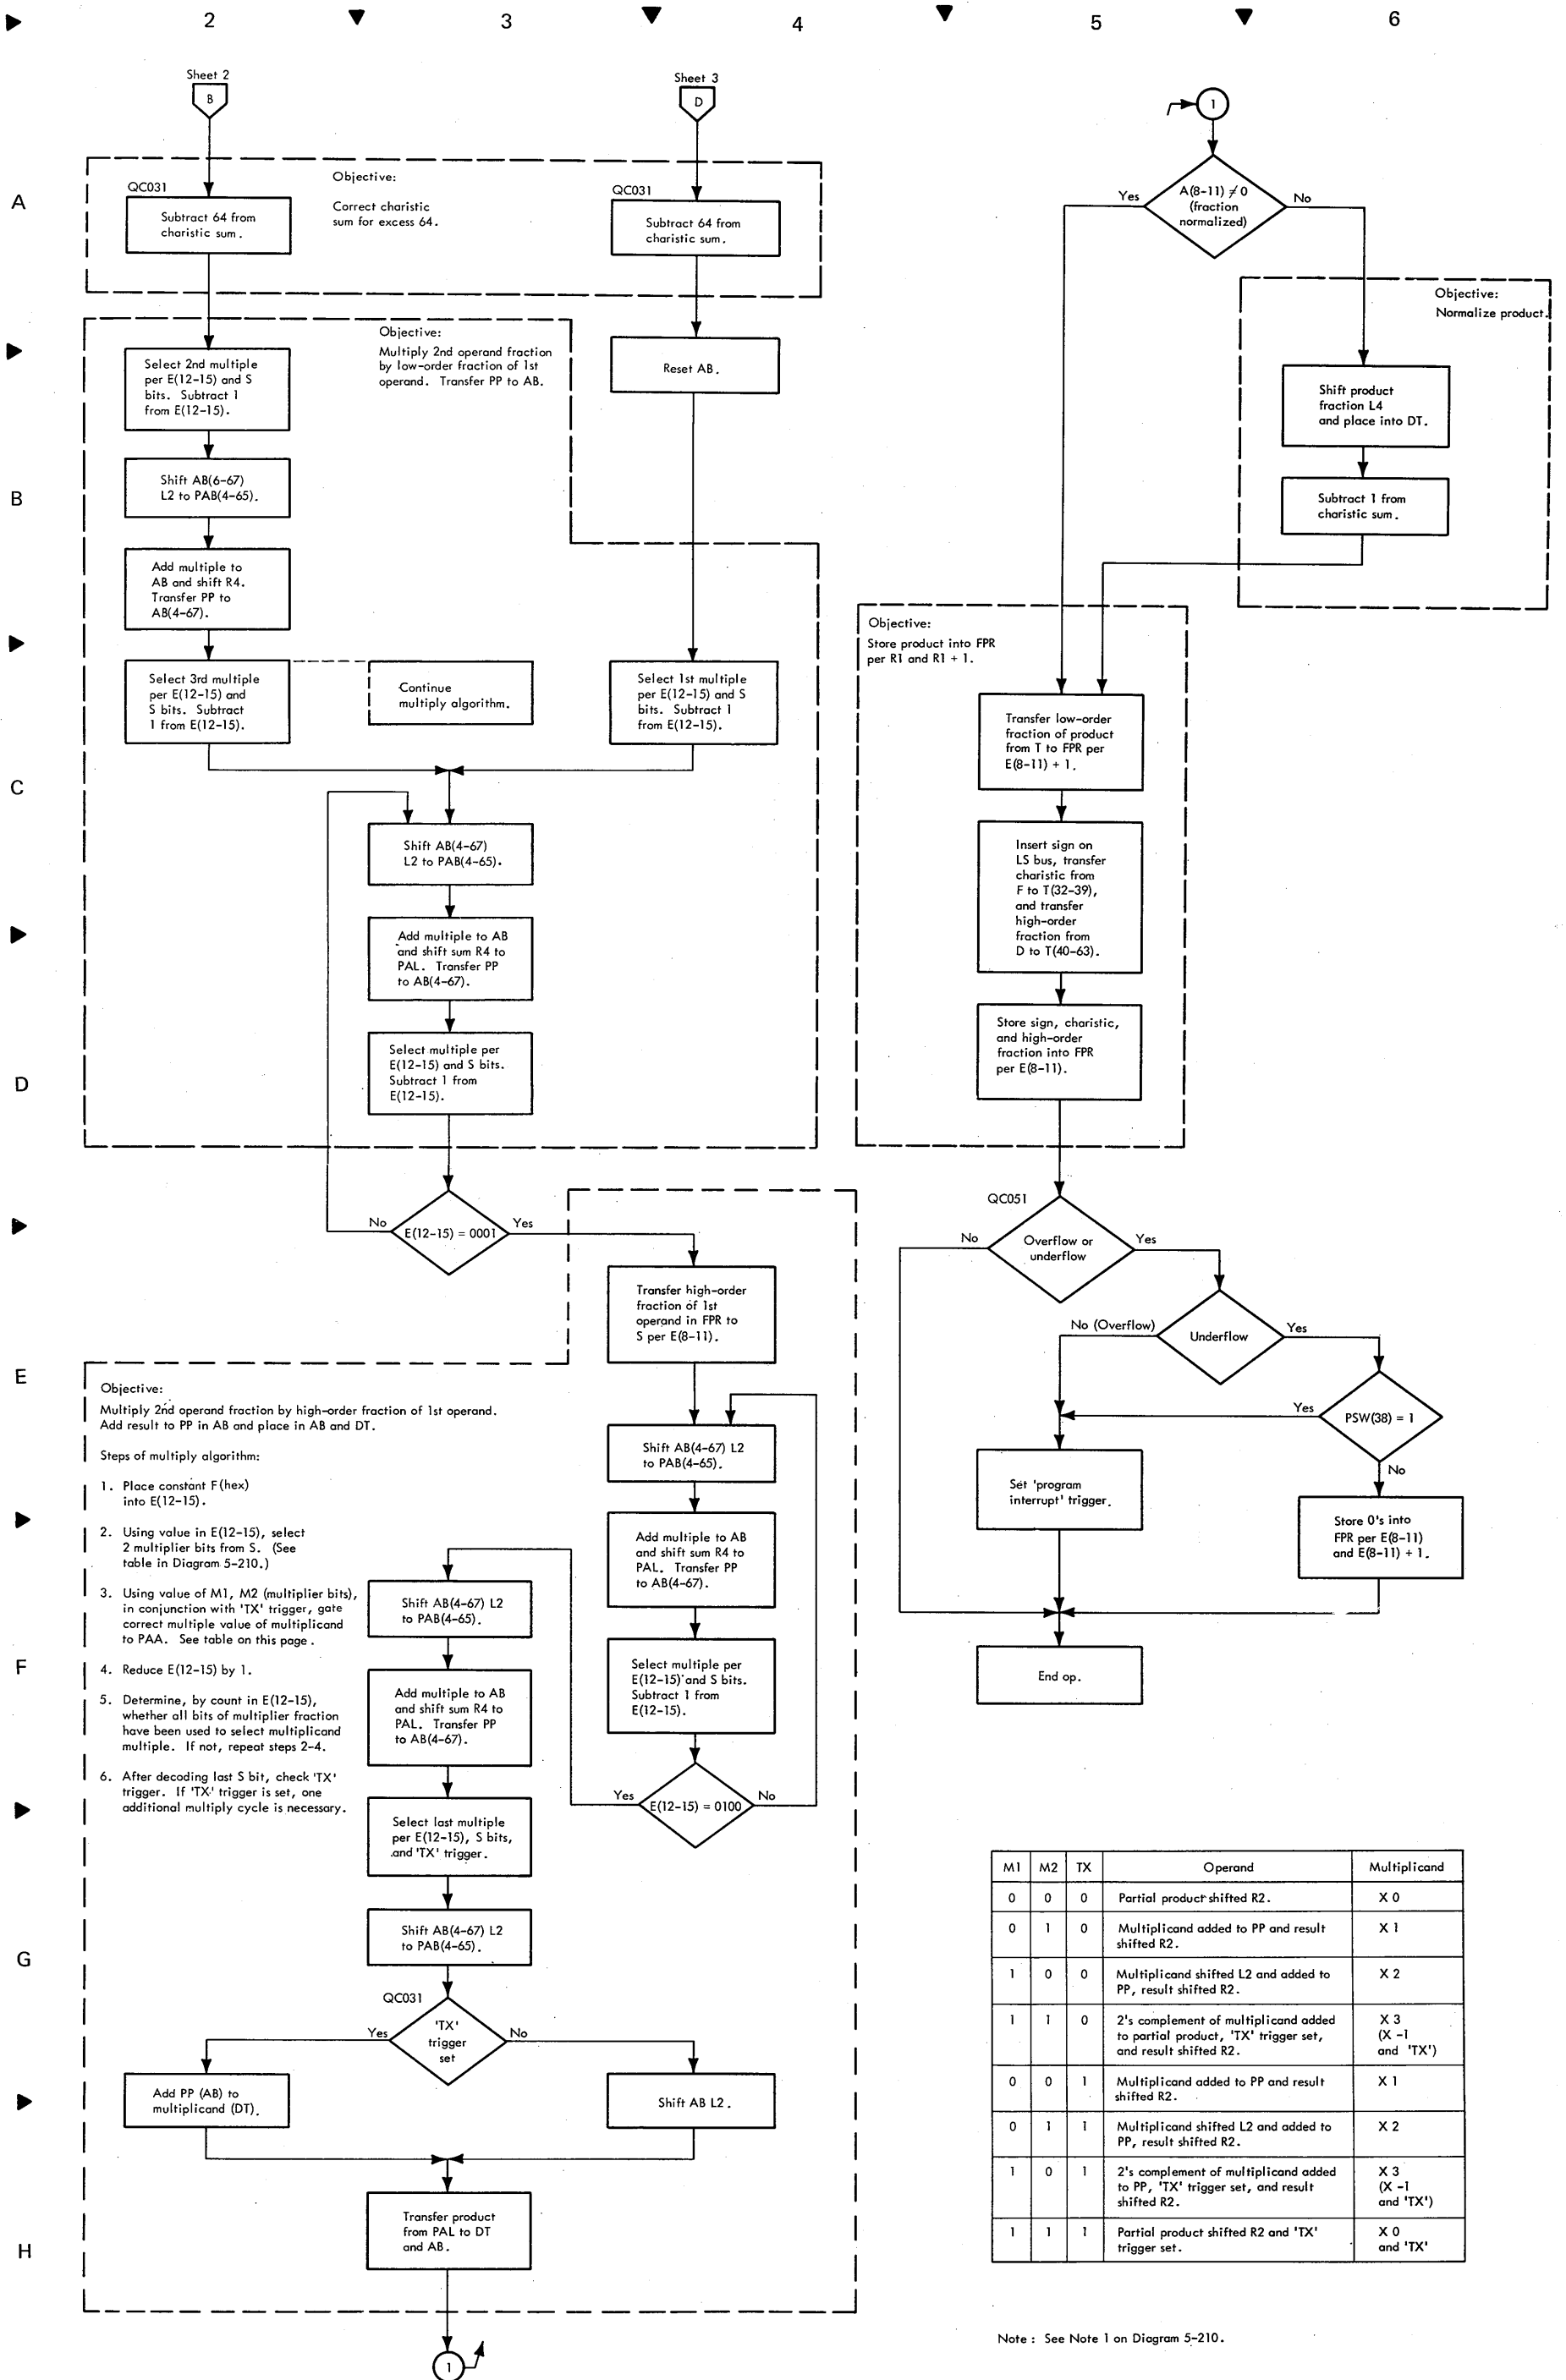 2
3
4
5
6
A
B
C
D
E
F
G
H
Sheet 2
B
Sheet 3
D
Objective:
Correct charistic
sum for excess 64.
QC031
Subtract 64 from
charistic sum.
QC031
Subtract 64 from
charistic sum.
Objective:
Multiply 2nd operand fraction
by low-order fraction of 1st
operand. Transfer PP to AB.
Select 2nd multiple
per E(12-15) and S
bits. Subtract 1
from E(12-15).
Reset AB.
Shift AB(6-67)
L2 to PAB(4-65).
Add multiple to
AB and shift R4.
Transfer PP to
AB(4-67).
Select 3rd multiple
per E(12-15) and
S bits. Subtract
1 from E(12-15).
Continue
multiply algorithm.
Select 1st multiple
per E(12-15) and S
bits. Subtract 1
from E(12-15).
Shift AB(4-67)
L2 to PAB(4-65).
Add multiple to AB
and shift sum R4 to
PAL. Transfer PP
to AB(4-67).
Select multiple per
E(12-15) and S bits.
Subtract 1 from
E(12-15).
No
E(12-15) = 0001
Yes
Transfer high-order
fraction of 1st
operand in FPR to
S per E(8-11).
Objective:
Multiply 2nd operand fraction by high-order fraction of 1st operand.
Add result to PP in AB and place in AB and DT.
Steps of multiply algorithm:
1. Place constant F(hex)
into E(12-15).
2. Using value in E(12-15), select
2 multiplier bits from S. (See
table in Diagram 5-210.)
3. Using value of M1, M2 (multiplier bits),
in conjunction with 'TX' trigger, gate
correct multiple value of multiplicand
to PAA. See table on this page.
4. Reduce E(12-15) by 1.
5. Determine, by count in E(12-15),
whether all bits of multiplier fraction
have been used to select multiplicand
multiple. If not, repeat steps 2-4.
6. After decoding last S bit, check 'TX'
trigger. If 'TX' trigger is set, one
additional multiply cycle is necessary.
Shift AB(4-67) L2
to PAB(4-65).
Add multiple to AB
and shift sum R4 to
PAL. Transfer PP
to AB(4-67).
Select multiple per
E(12-15) and S bits.
Subtract 1 from
E(12-15).
Yes
E(12-15) = 0100
No
Shift AB(4-67) L2
to PAB(4-65).
Add multiple to AB
and shift sum R4 to
PAL. Transfer PP
to AB(4-67).
Select last multiple
per E(12-15), S bits,
and 'TX' trigger.
Shift AB(4-67) L2
to PAB(4-65).
QC031
Yes
'TX'
trigger
set
No
Add PP (AB) to
multiplicand (DT).
Shift AB L2.
Transfer product
from PAL to DT
and AB.
1
1
Yes
A(8-11) ≠ 0
(fraction
normalized)
No
Objective:
Normalize product.
Shift product
fraction L4
and place into DT.
Subtract 1 from
charistic sum.
Objective:
Store product into FPR
per R1 and R1 + 1.
Transfer low-order
fraction of product
from T to FPR per
E(8-11) + 1.
Insert sign on
LS bus, transfer
charistic from
F to T(32-39),
and transfer
high-order
fraction from
D to T(40-63).
Store sign, charistic,
and high-order
fraction into FPR
per E(8-11).
QC051
No
Overflow or
underflow
Yes
No (Overflow)
Underflow
Yes
Yes
PSW(38) = 1
No
Set 'program
interrupt' trigger.
Store 0's into
FPR per E(8-11)
and E(8-11) + 1.
End op.
M1 M2 TX Operand Multiplicand
0 0 0 Partial product shifted R2. X 0
0 1 0 Multiplicand added to PP and result X 1
shifted R2.
1 0 0 Multiplicand shifted L2 and added to X 2
PP, result shifted R2.
1 1 0 2's complement of multiplicand added X 3
to partial product, 'TX' trigger set, (X -1
and result shifted R2. and 'TX')
0 0 1 Multiplicand added to PP and result X 1
shifted R2.
0 1 1 Multiplicand shifted L2 and added to X 2
PP, result shifted R2.
1 0 1 2's complement of multiplicand added X 3
to PP, 'TX' trigger set, and result (X -1
shifted R2. and 'TX')
1 1 1 Partial product shifted R2 and 'TX' X 0
trigger set. and 'TX'
Note: See Note 1 on Diagram 5-210.